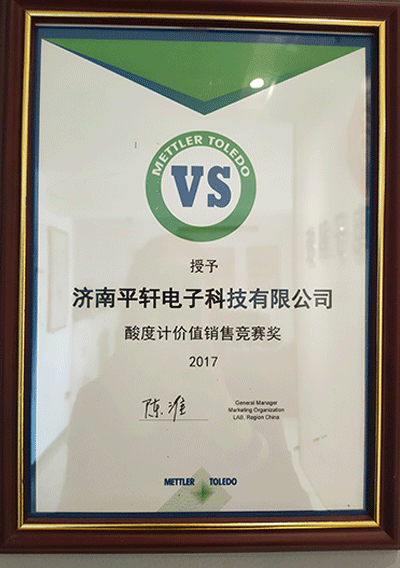 METTLER TOLEDO
VS
授予
济南平轩电子科技有限公司
酸度计价值销售竞赛奖
2017
陈淮
General Manager
Marketing Organization
LAB, Region China
METTLER TOLEDO